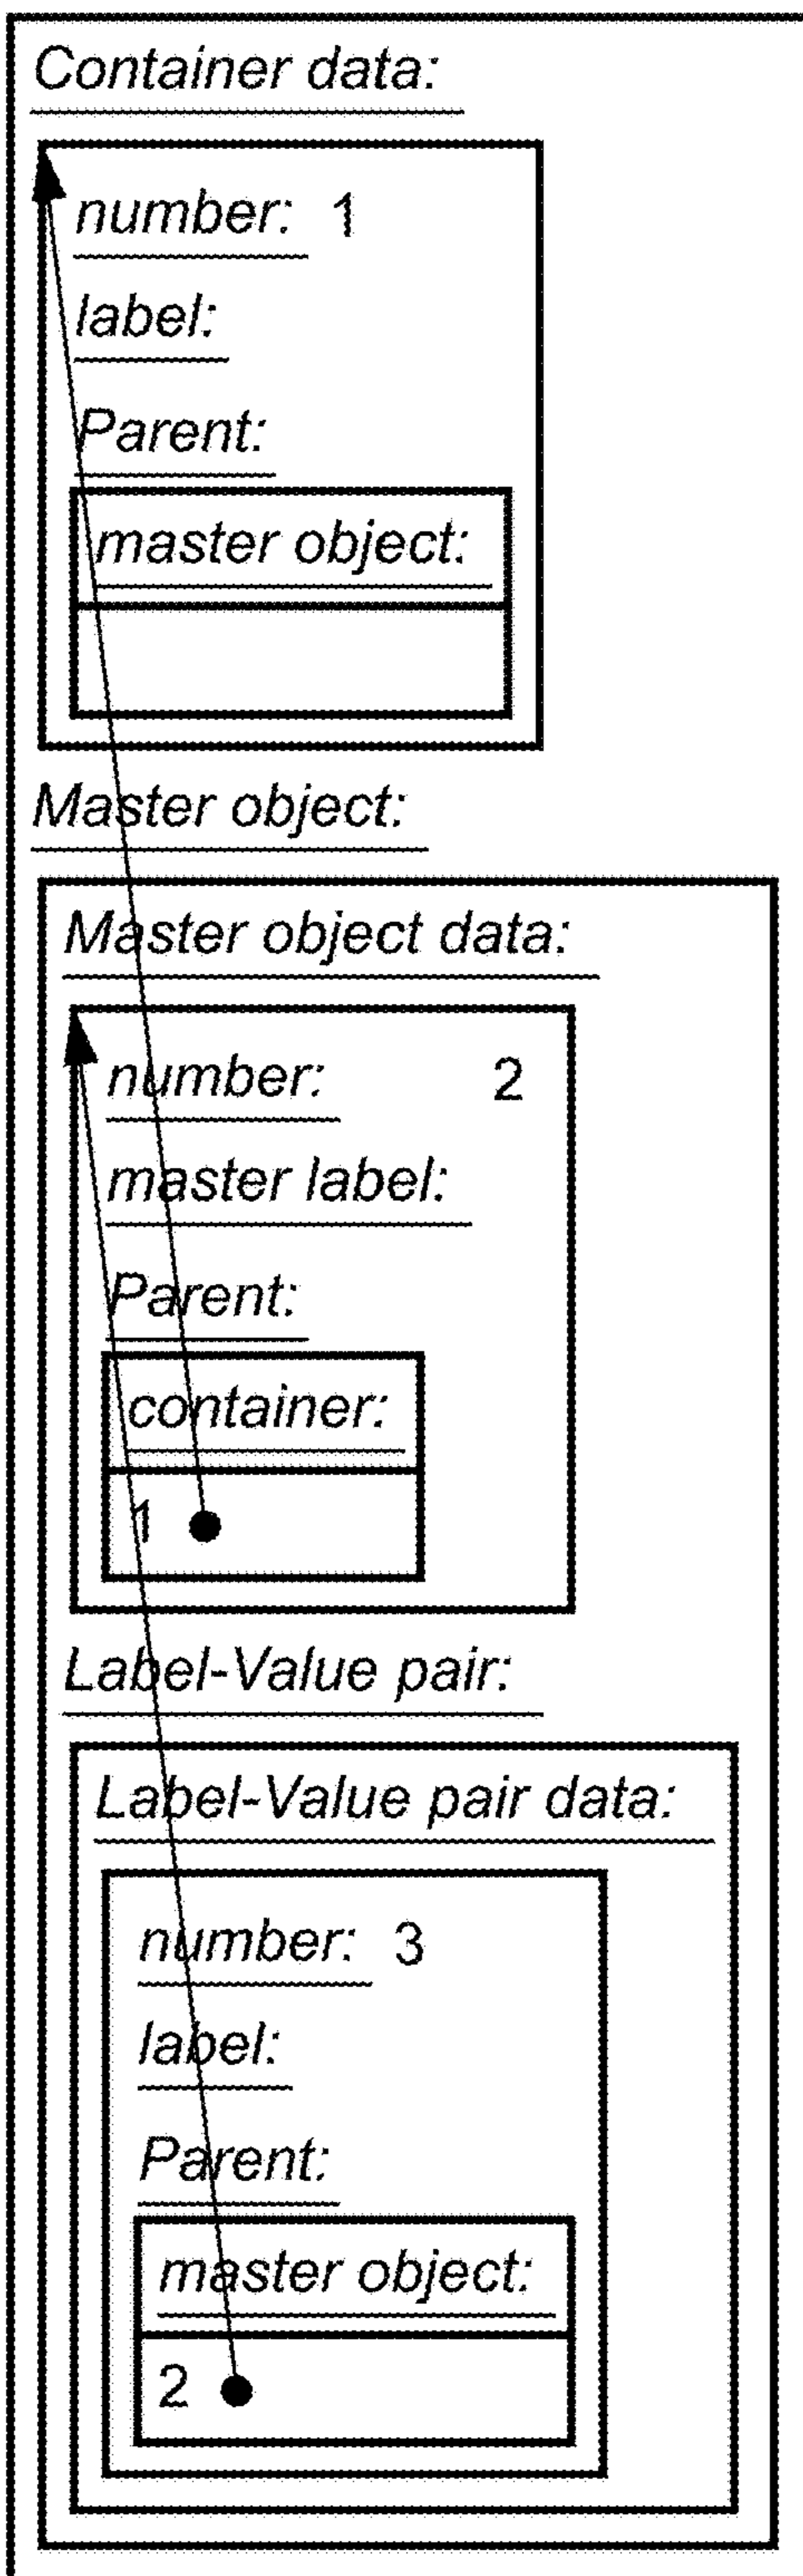 Container data:
number: 1
label:
Parent:
master object:
Master object:
Master object data:
number: 2
master label:
Parent:
container:
1
Label-Value pair:
Label-Value pair data:
number: 3
label:
Parent:
master object:
2